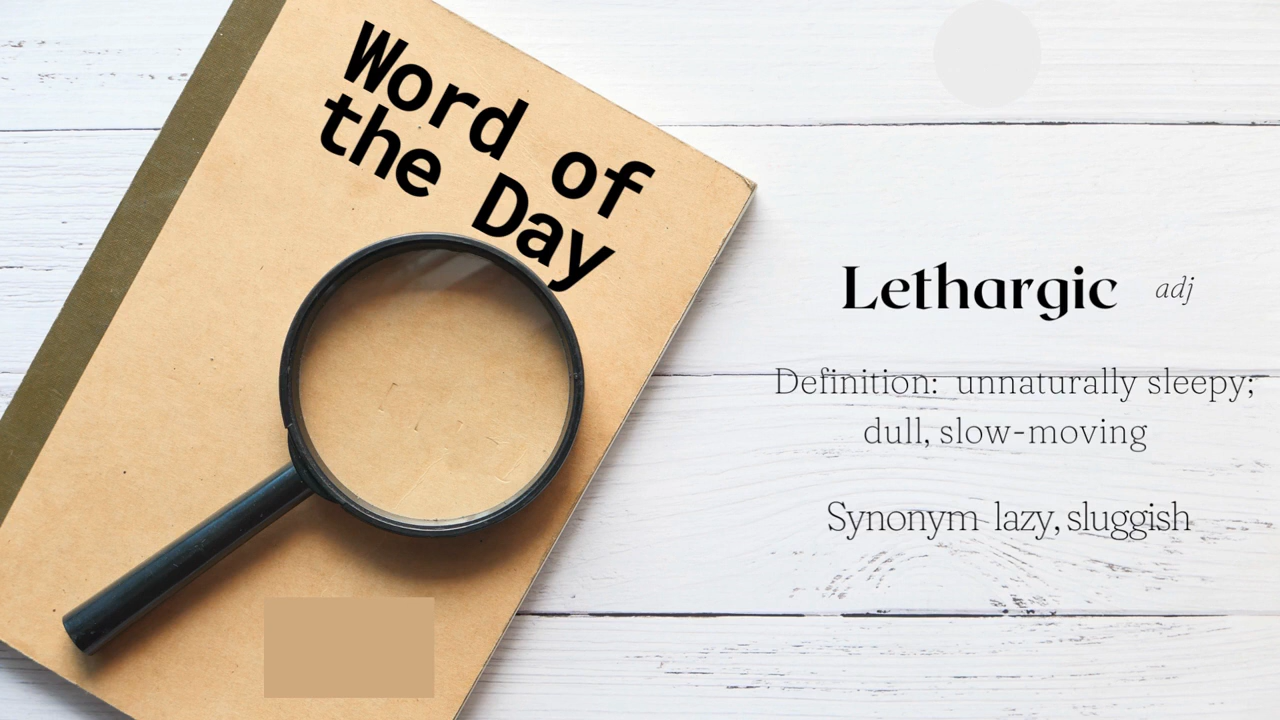 Word of
the Day
Lethargic adj
Definition: unnaturally sleepy;
dull, slow-moving
Synonym lazy, sluggish